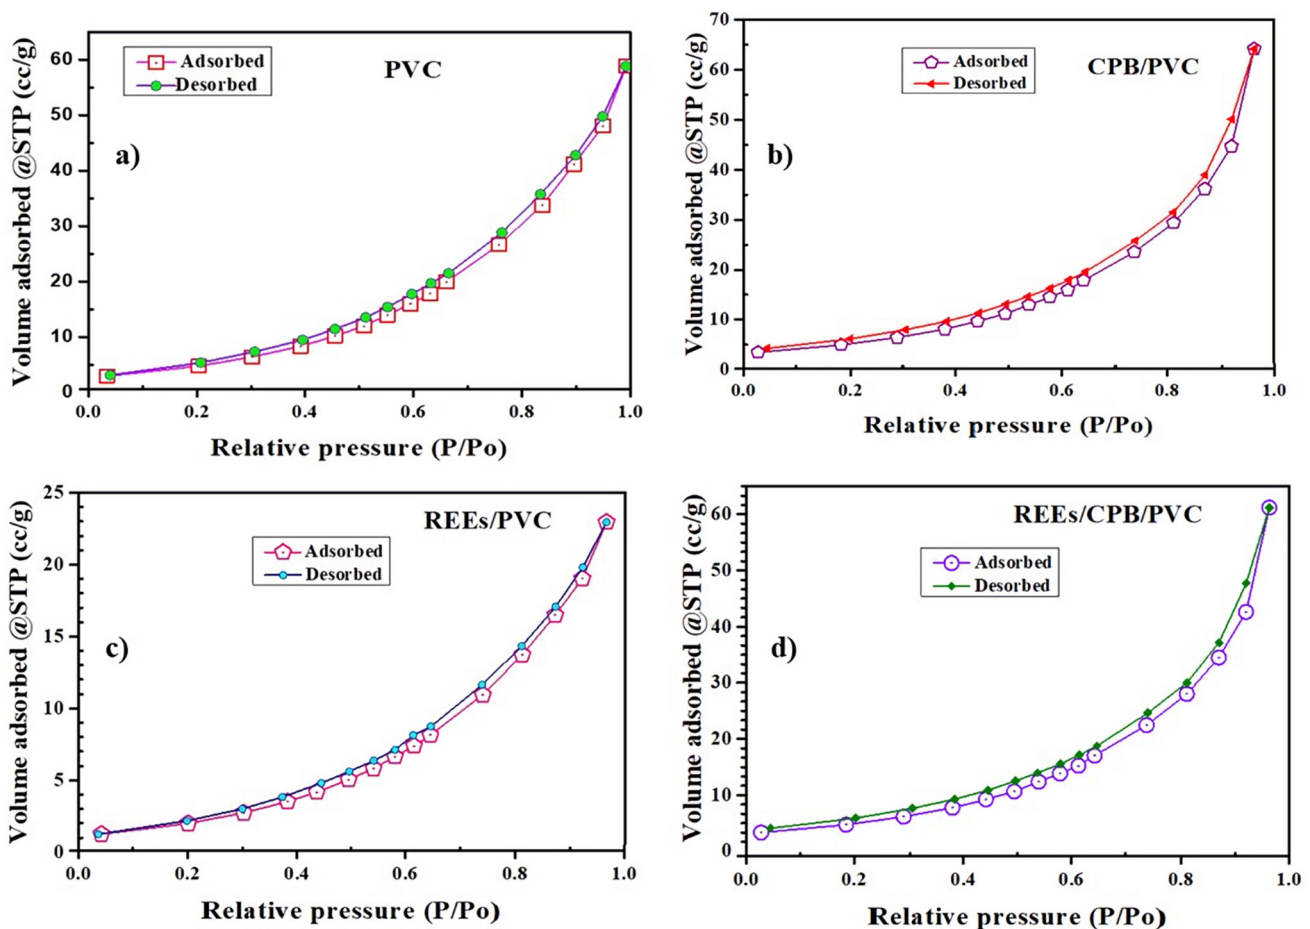 PVC
Adsorbed
Desorbed
a)
Volume adsorbed @STP (cc/g)
60
50
40
30
20
10
0
0.0 0.2 0.4 0.6 0.8 1.0
Relative pressure (P/Po)
CPB/PVC
Adsorbed
Desorbed
b)
Volume adsorbed @STP (cc/g)
70
60
50
40
30
20
10
0
0.0 0.2 0.4 0.6 0.8 1.0
Relative pressure (P/Po)
REEs/PVC
Adsorbed
Desorbed
c)
Volume adsorbed @STP (cc/g)
25
20
15
10
5
0
0.0 0.2 0.4 0.6 0.8 1.0
Relative pressure (P/Po)
REEs/CPB/PVC
Adsorbed
Desorbed
d)
Volume adsorbed @STP (cc/g)
60
50
40
30
20
10
0
0.0 0.2 0.4 0.6 0.8 1.0
Relative pressure (P/Po)